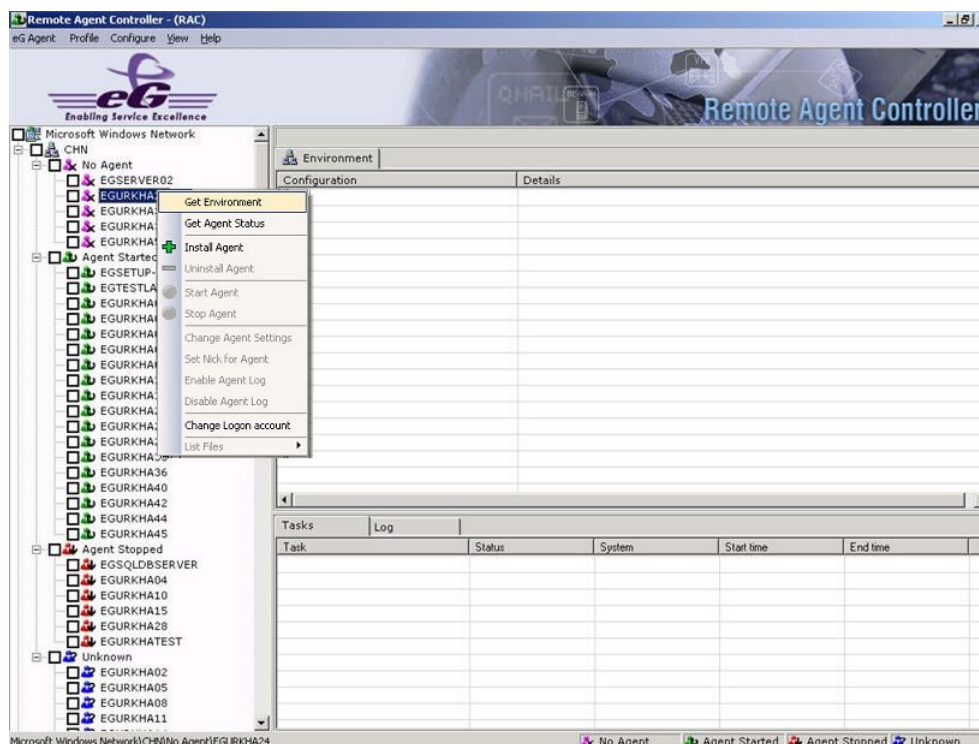 Remote Agent Controller - (RAC)
eG Agent Profile Configure View Help
eG
Enabling Service Excellence
Remote Agent Controller
Microsoft Windows Network
CHN
No Agent
EGSERVER02
Agent Started
EGURKHA36
EGURKHA40
EGURKHA42
EGURKHA44
EGURKHA45
Agent Stopped
EGSQLDBSERVER
EGURKHA04
EGURKHA10
EGURKHA15
EGURKHA28
EGURKHATEST
Unknown
EGURKHA02
EGURKHA05
EGURKHA08
EGURKHA11
Get Environment
Get Agent Status
Install Agent
Uninstall Agent
Start Agent
Stop Agent
Change Agent Settings
Set Nick for Agent
Enable Agent Log
Disable Agent Log
Change Logon account
List Files
Environment
Configuration Details
Tasks Log
Task Status System Start time End time
Microsoft Windows Network\CHN\No Agent\EGURKHA24
No Agent Agent Started Agent Stopped Unknown